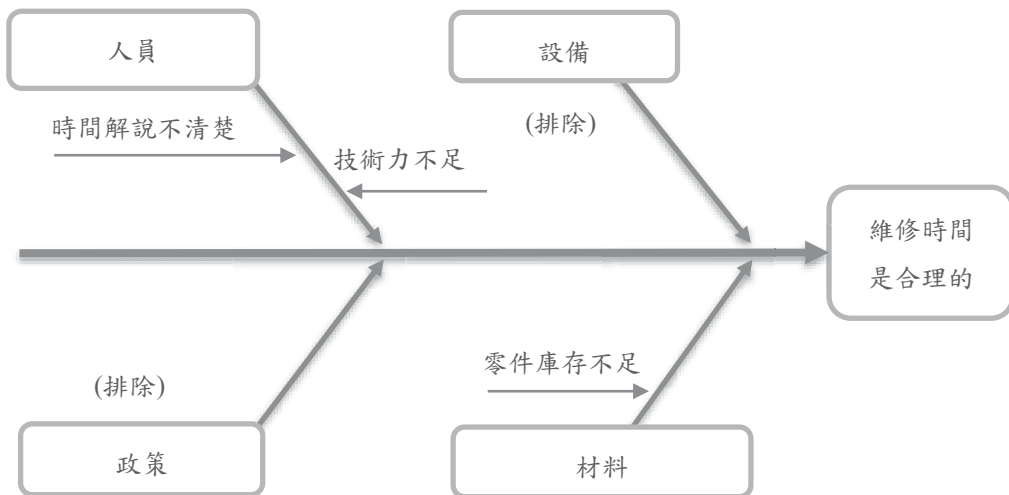 人員
設備
時間解說不清楚
(排除)
技術力不足
維修時間
是合理的
零件庫存不足
(排除)
政策
材料